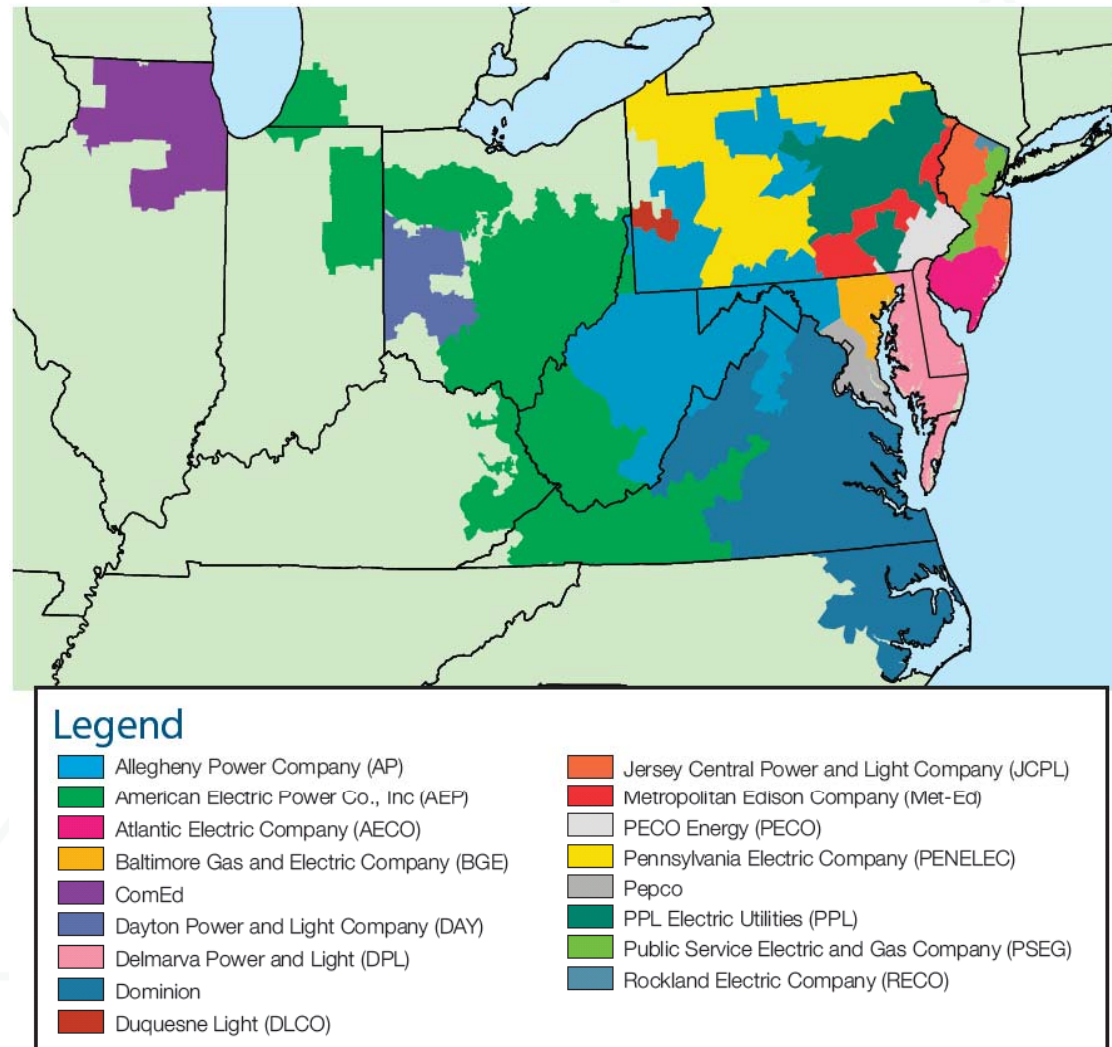 Legend
Allegheny Power Company (AP)
American Electric Power Co., Inc (AEP)
Atlantic Electric Company (AECO)
Baltimore Gas and Electric Company (BGE)
ComEd
Dayton Power and Light Company (DAY)
Delmarva Power and Light (DPL)
Dominion
Duquesne Light (DLCO)
Jersey Central Power and Light Company (JCPL)
Metropolitan Edison Company (Met-Ed)
PECO Energy (PECO)
Pennsylvania Electric Company (PENELEC)
Pepco
PPL Electric Utilities (PPL)
Public Service Electric and Gas Company (PSEG)
Rockland Electric Company (RECO)